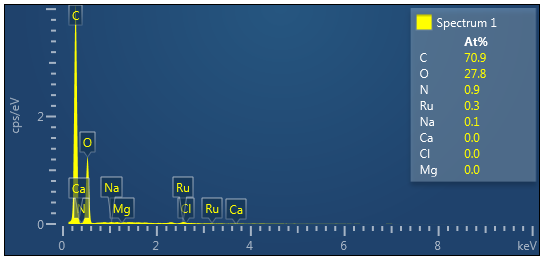 Spectrum 1
At%
C 70.9
O 27.8
N 0.9
Ru 0.3
Na 0.1
Ca 0.0
Cl 0.0
Mg 0.0
cps/eV
2
0
C
O
Ca
N
Na
Mg
Ru
Cl
Ru
Ca
0 2 4 6 8 keV